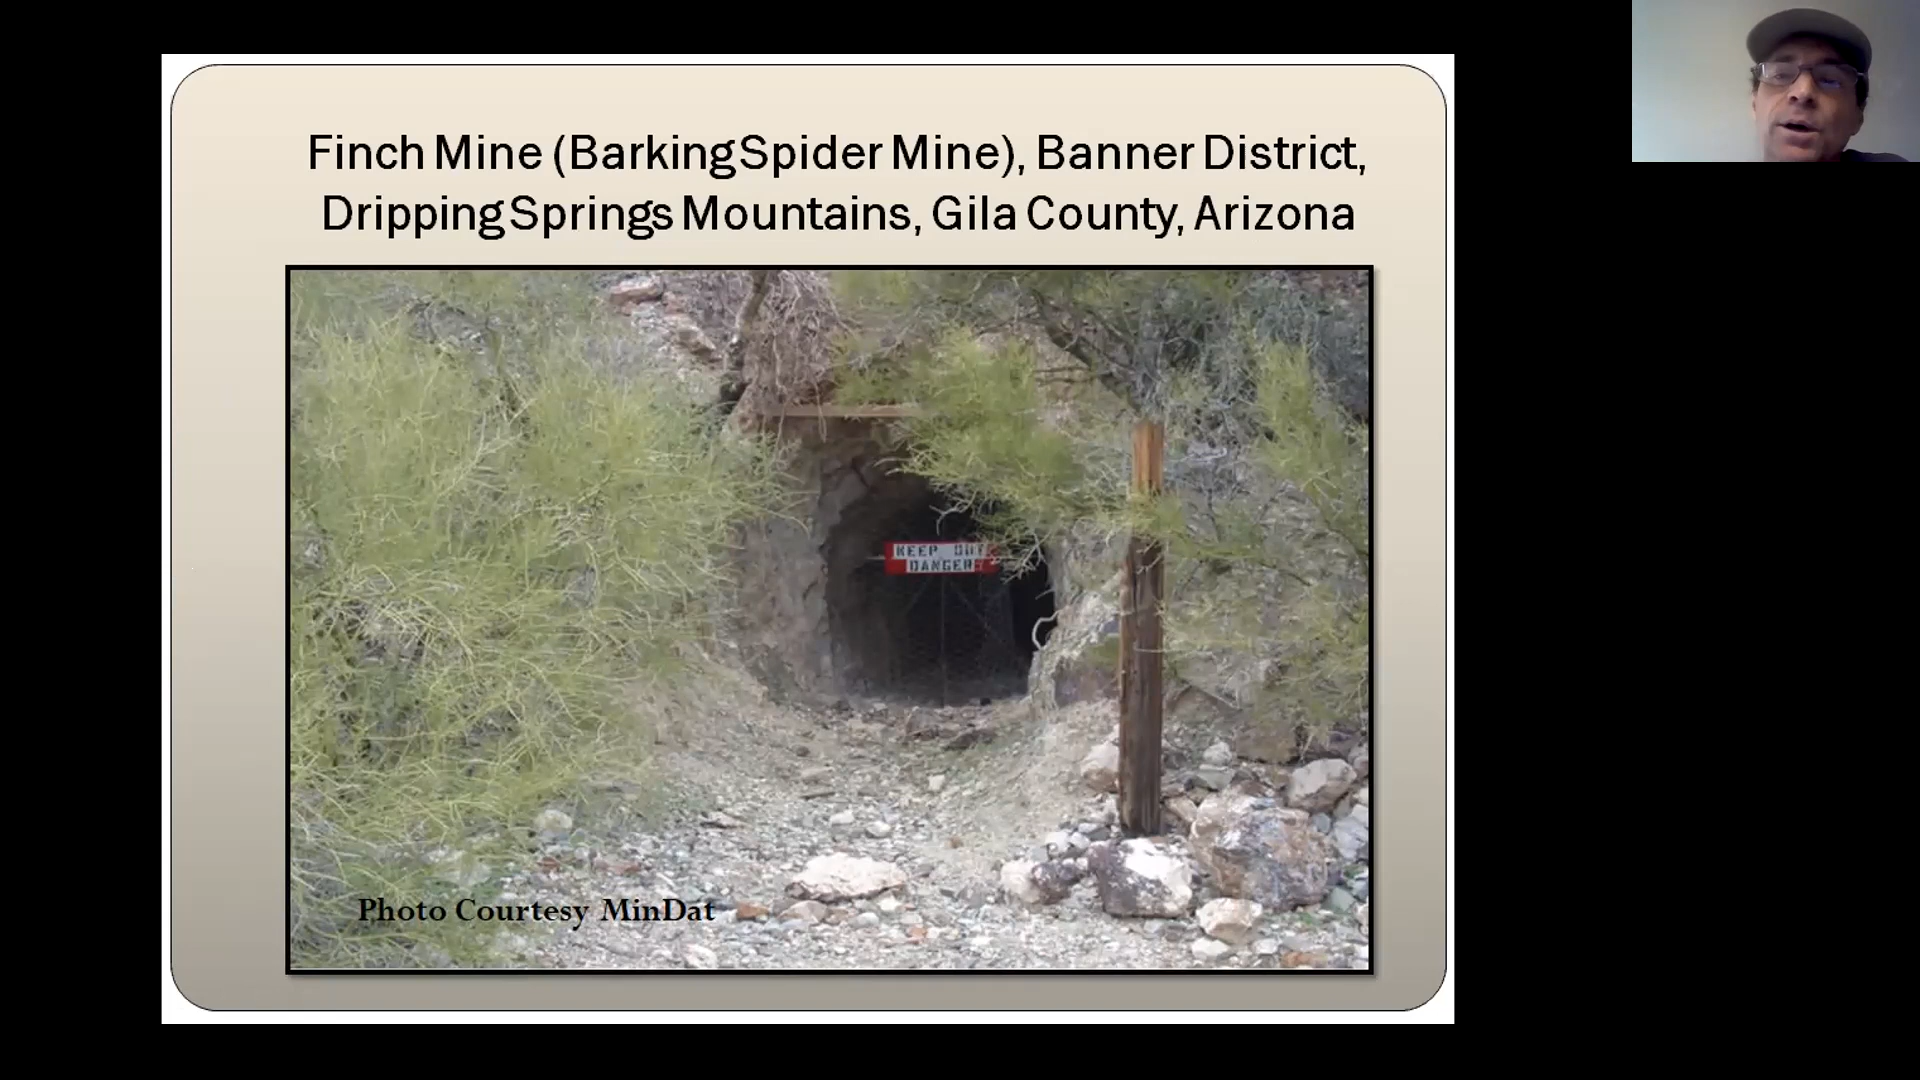 Finch Mine (Barking Spider Mine), Banner District,
Dripping Springs Mountains, Gila County, Arizona
KEEP OUT
DANGER
Photo Courtesy MinDat